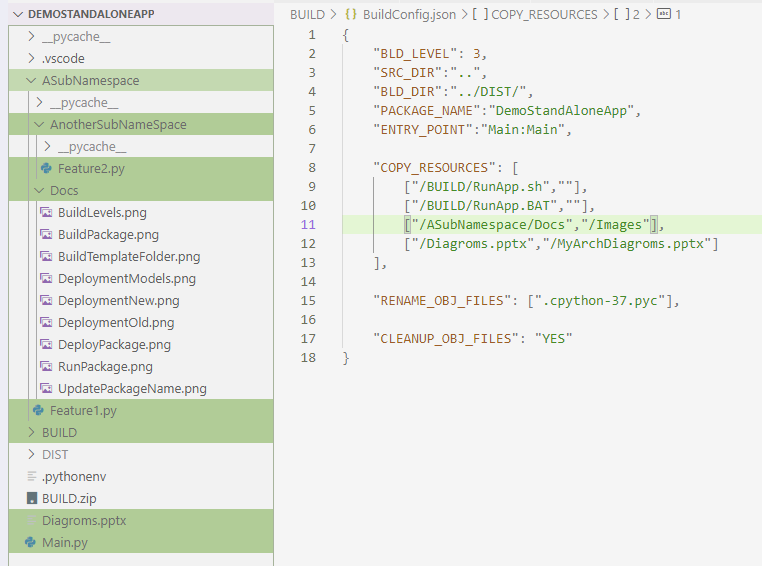 DEMOSTANDALONEAPP
__pycache__
.vscode
ASubNamespace
__pycache__
AnotherSubNameSpace
__pycache__
Feature2.py
Docs
BuildLevels.png
BuildPackage.png
BuildTemplateFolder.png
DeploymentModels.png
DeploymentNew.png
DeploymentOld.png
DeployPackage.png
RunPackage.png
UpdatePackageName.png
Feature1.py
BUILD
DIST
.pythonenv
BUILD.zip
Diagroms.pptx
Main.py
BUILD > {} BuildConfig.json > [ ] COPY_RESOURCES > [ ] 2 > abc 1
1 {
2 "BLD_LEVEL": 3,
3 "SRC_DIR":"..",
4 "BLD_DIR":"../DIST/",
5 "PACKAGE_NAME":"DemoStandAloneApp",
6 "ENTRY_POINT":"Main:Main",
7
8 "COPY_RESOURCES": [
9 ["/BUILD/RunApp.sh",""],
10 ["/BUILD/RunApp.BAT",""],
11 ["/ASubNamespace/Docs","/Images"],
12 ["/Diagroms.pptx","/MyArchDiagroms.pptx"]
13 ],
14
15 "RENAME_OBJ_FILES": [".cpython-37.pyc"],
16
17 "CLEANUP_OBJ_FILES": "YES"
18 }